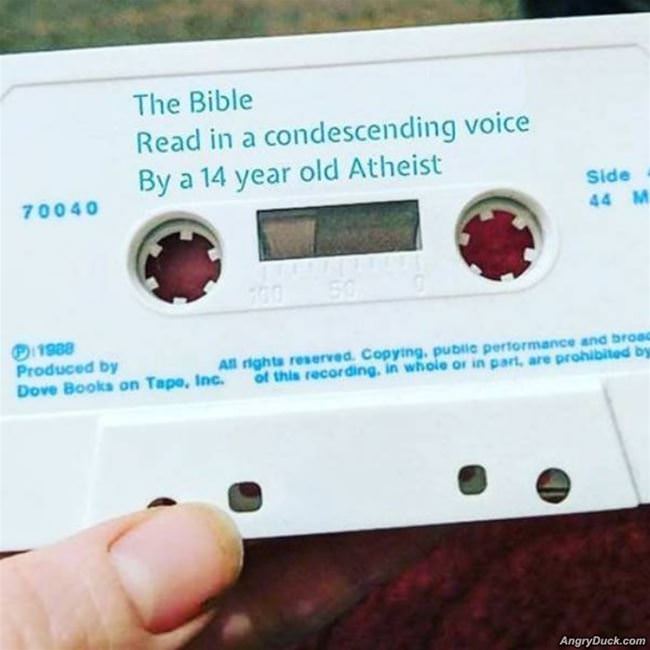 The Bible
Read in a condescending voice
By a 14 year old Atheist
70040
Side
44 M
100 50 0
Ⓟ1988
Produced by
Dove Books on Tape, Inc.
All rights reserved. Copying, public performance and broad
of this recording, in whole or in part, are prohibited by
AngryDuck.com